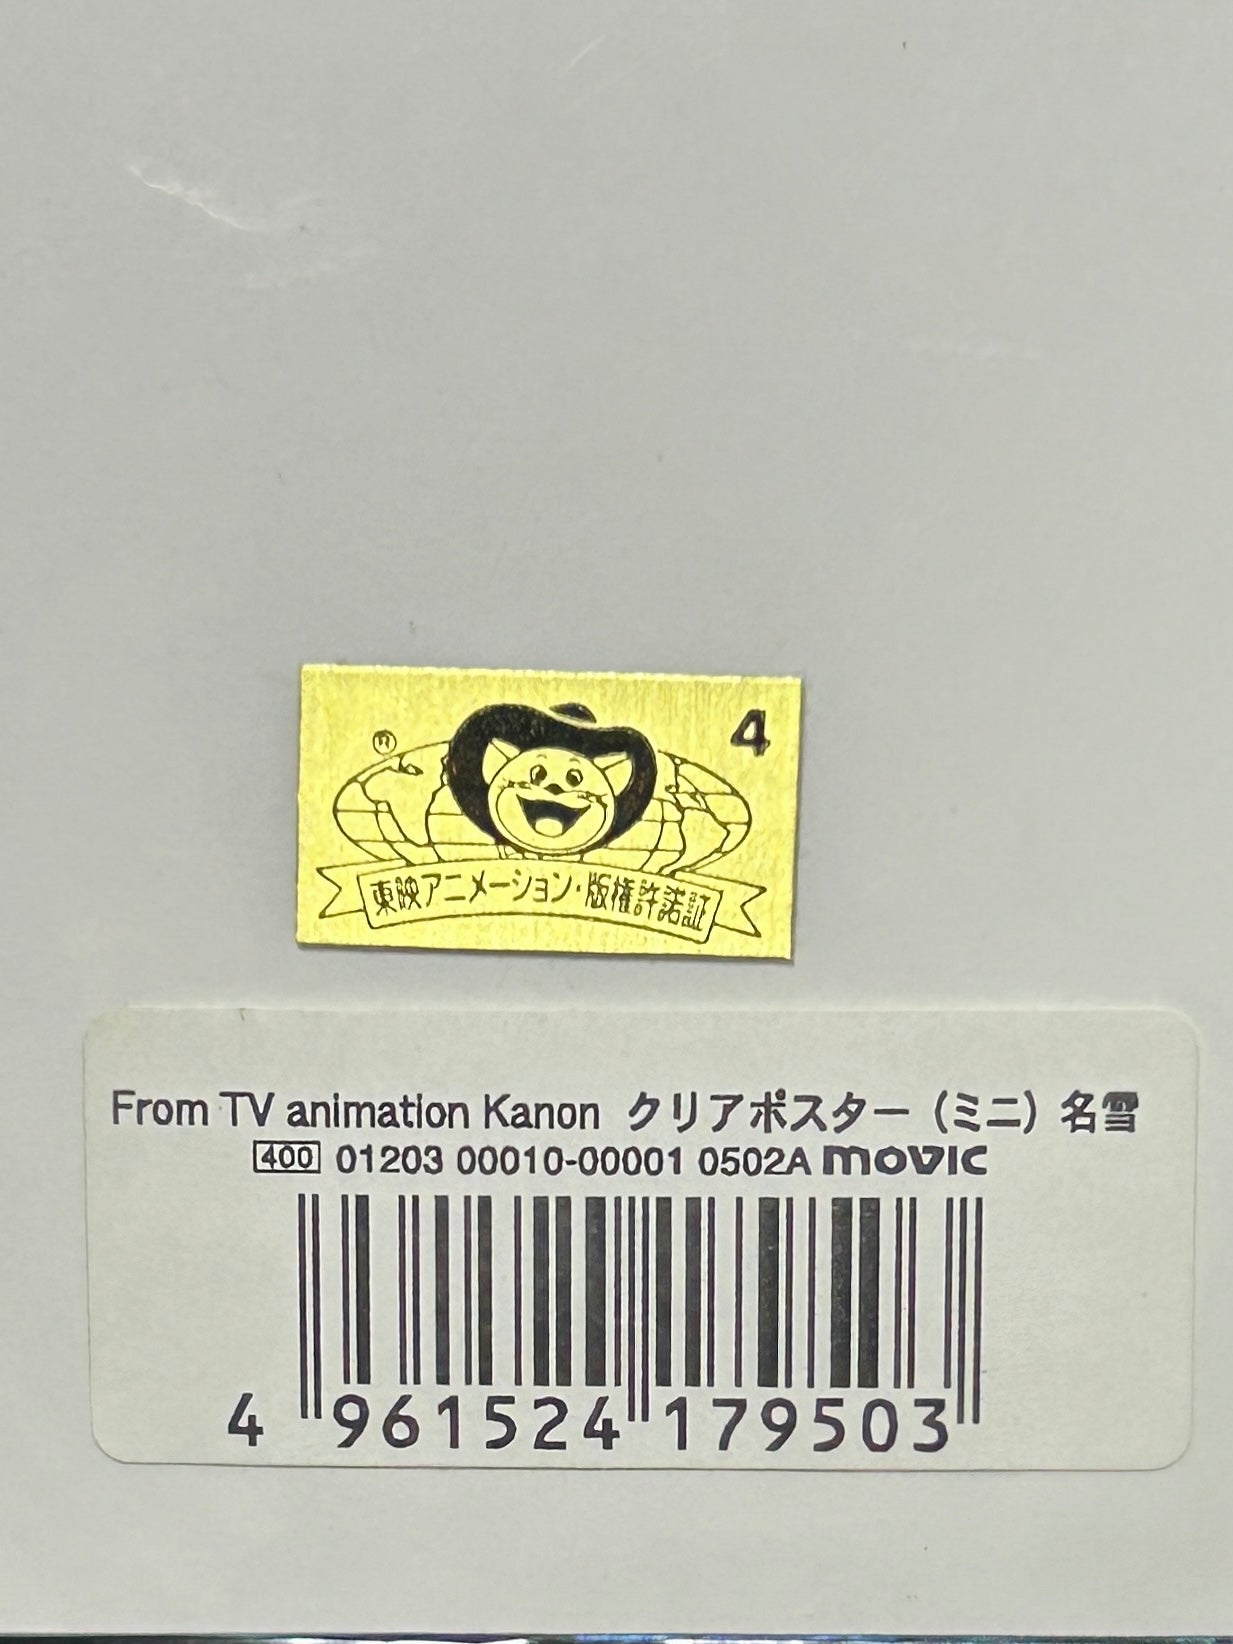 4
®
東映アニメーション・版権許諾証
From TV animation Kanon クリアポスター (ミニ) 名雪
400 01203 00010-00001 0502A movic
4 961524 179503